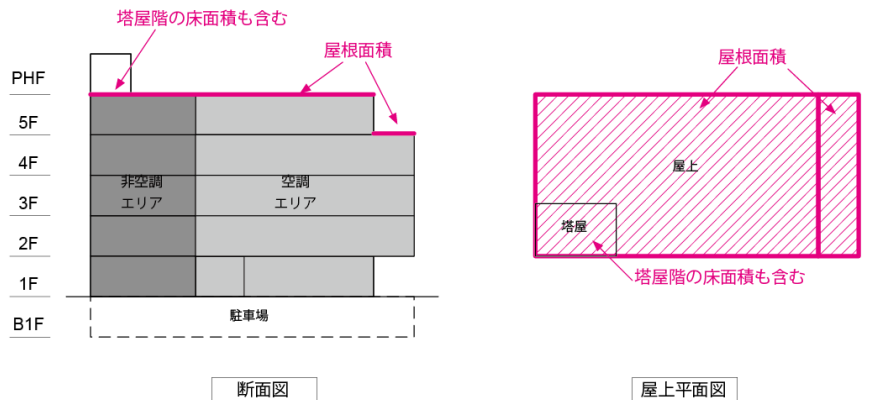 塔屋階の床面積も含む
屋根面積
PHF
5F
4F
3F
2F
1F
B1F
非空調
エリア
空調
エリア
駐車場
断面図
屋根面積
屋上
塔屋
塔屋階の床面積も含む
屋上平面図